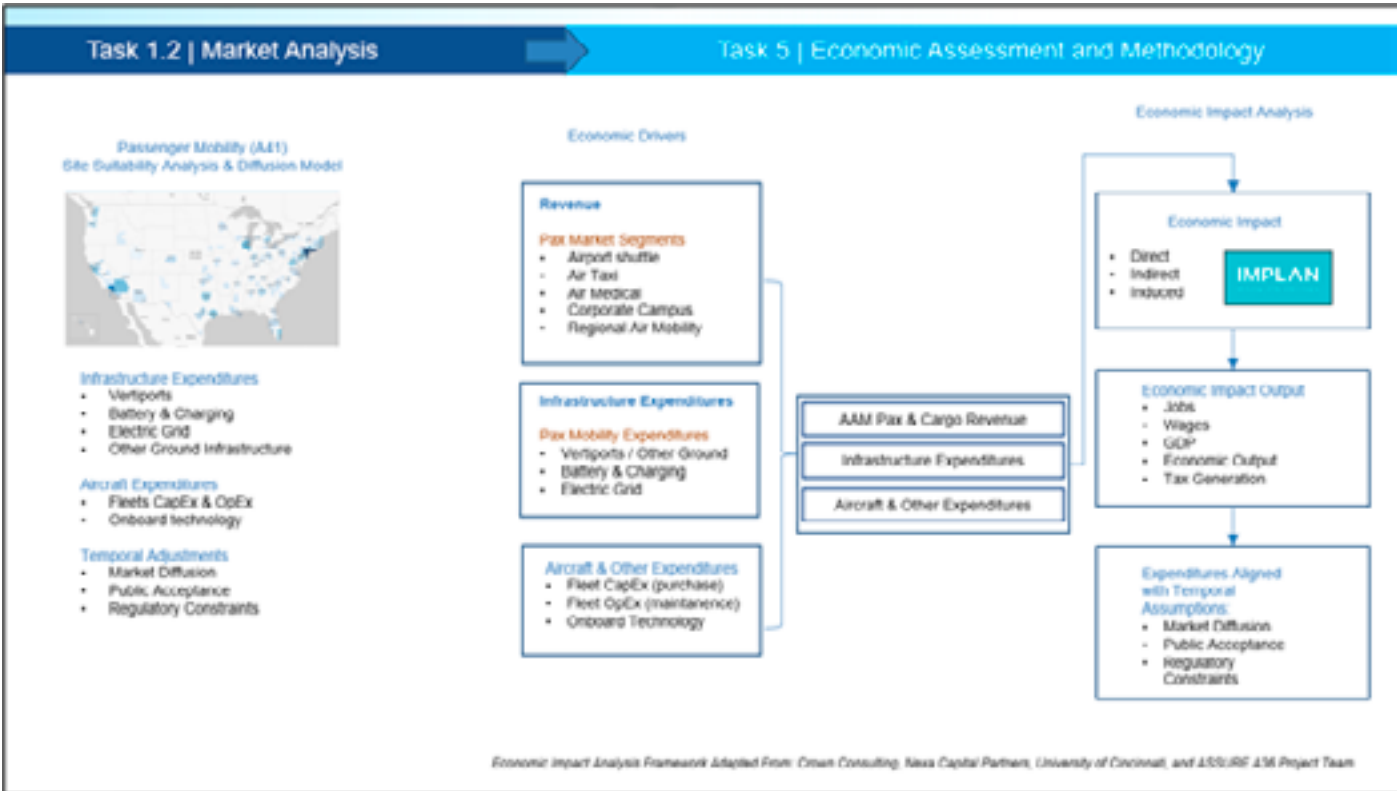 Task 1.2 | Market Analysis
Task 5 | Economic Assessment and Methodology
Passenger Mobility (A41)
Site Suitability Analysis & Diffusion Model
Infrastructure Expenditures
• Vertiports
• Battery & Charging
• Electric Grid
• Other Ground Infrastructure
Aircraft Expenditures
• Fleets CapEx & OpEx
- Onboard technology
Temporal Adjustments
• Market Diffusion
• Public Acceptance
• Regulatory Constraints
Economic Drivers
Revenue
Pax Market Segments
• Airport shuttle
- Air Taxi
• Air Medical
• Corporate Campus
- Regional Air Mobility
Infrastructure Expenditures
Pax Mobility Expenditures
• Vertiports / Other Ground
• Battery & Charging
• Electric Grid
Aircraft & Other Expenditures
• Fleet CapEx (purchase)
• Fleet OpEx (maintanence)
• Onboard Technology
AAM Pax & Cargo Revenue
Infrastructure Expenditures
Aircraft & Other Expenditures
Economic Impact Analysis
Economic Impact
• Direct
- Indirect
• Induced
IMPLAN
Economic Impact Output
• Jobs
- Wages
• GDP
• Economic Output
- Tax Generation
Expenditures Aligned
with Temporal
Assumptions:
• Market Diffusion
- Public Acceptance
• Regulatory
Constraints
Economic Impact Analysis Framework Adapted From: Crown Consulting, Nexa Capital Partners, University of Cincinnati, and ASSURE A36 Project Team